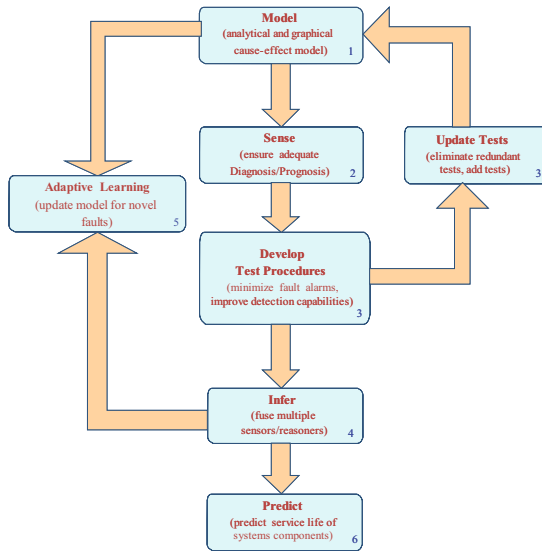 Model
(analytical and graphical
cause-effect model)
1
Sense
(ensure adequate
Diagnosis/Prognosis)
2
Update Tests
(eliminate redundant
tests, add tests)
3
Adaptive Learning
(update model for novel
faults)
5
Develop
Test Procedures
(minimize fault alarms,
improve detection capabilities)
3
Infer
(fuse multiple
sensors/reasoners)
4
Predict
(predict service life of
systems components)
6